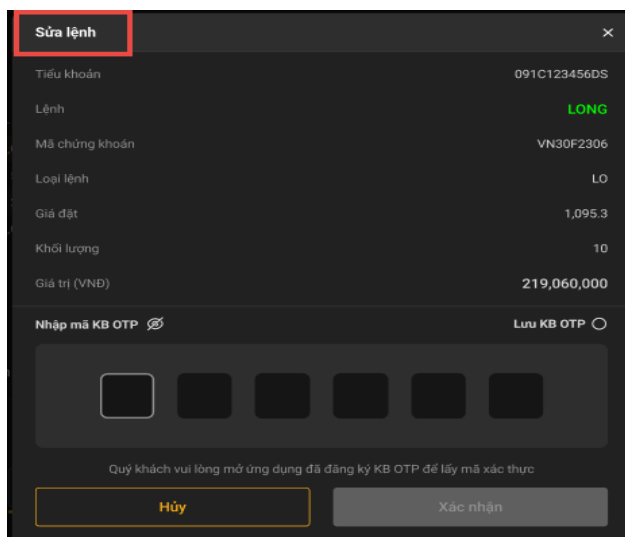 Sửa lệnh ×
Tiểu khoản 091C123456DS
Lệnh LONG
Mã chứng khoán VN30F2306
Loại lệnh LO
Giá đặt 1,095.3
Khối lượng 10
Giá trị (VNĐ) 219,060,000
Nhập mã KB OTP Lưu KB OTP
Quý khách vui lòng mở ứng dụng đã đăng ký KB OTP để lấy mã xác thực
Hủy Xác nhận